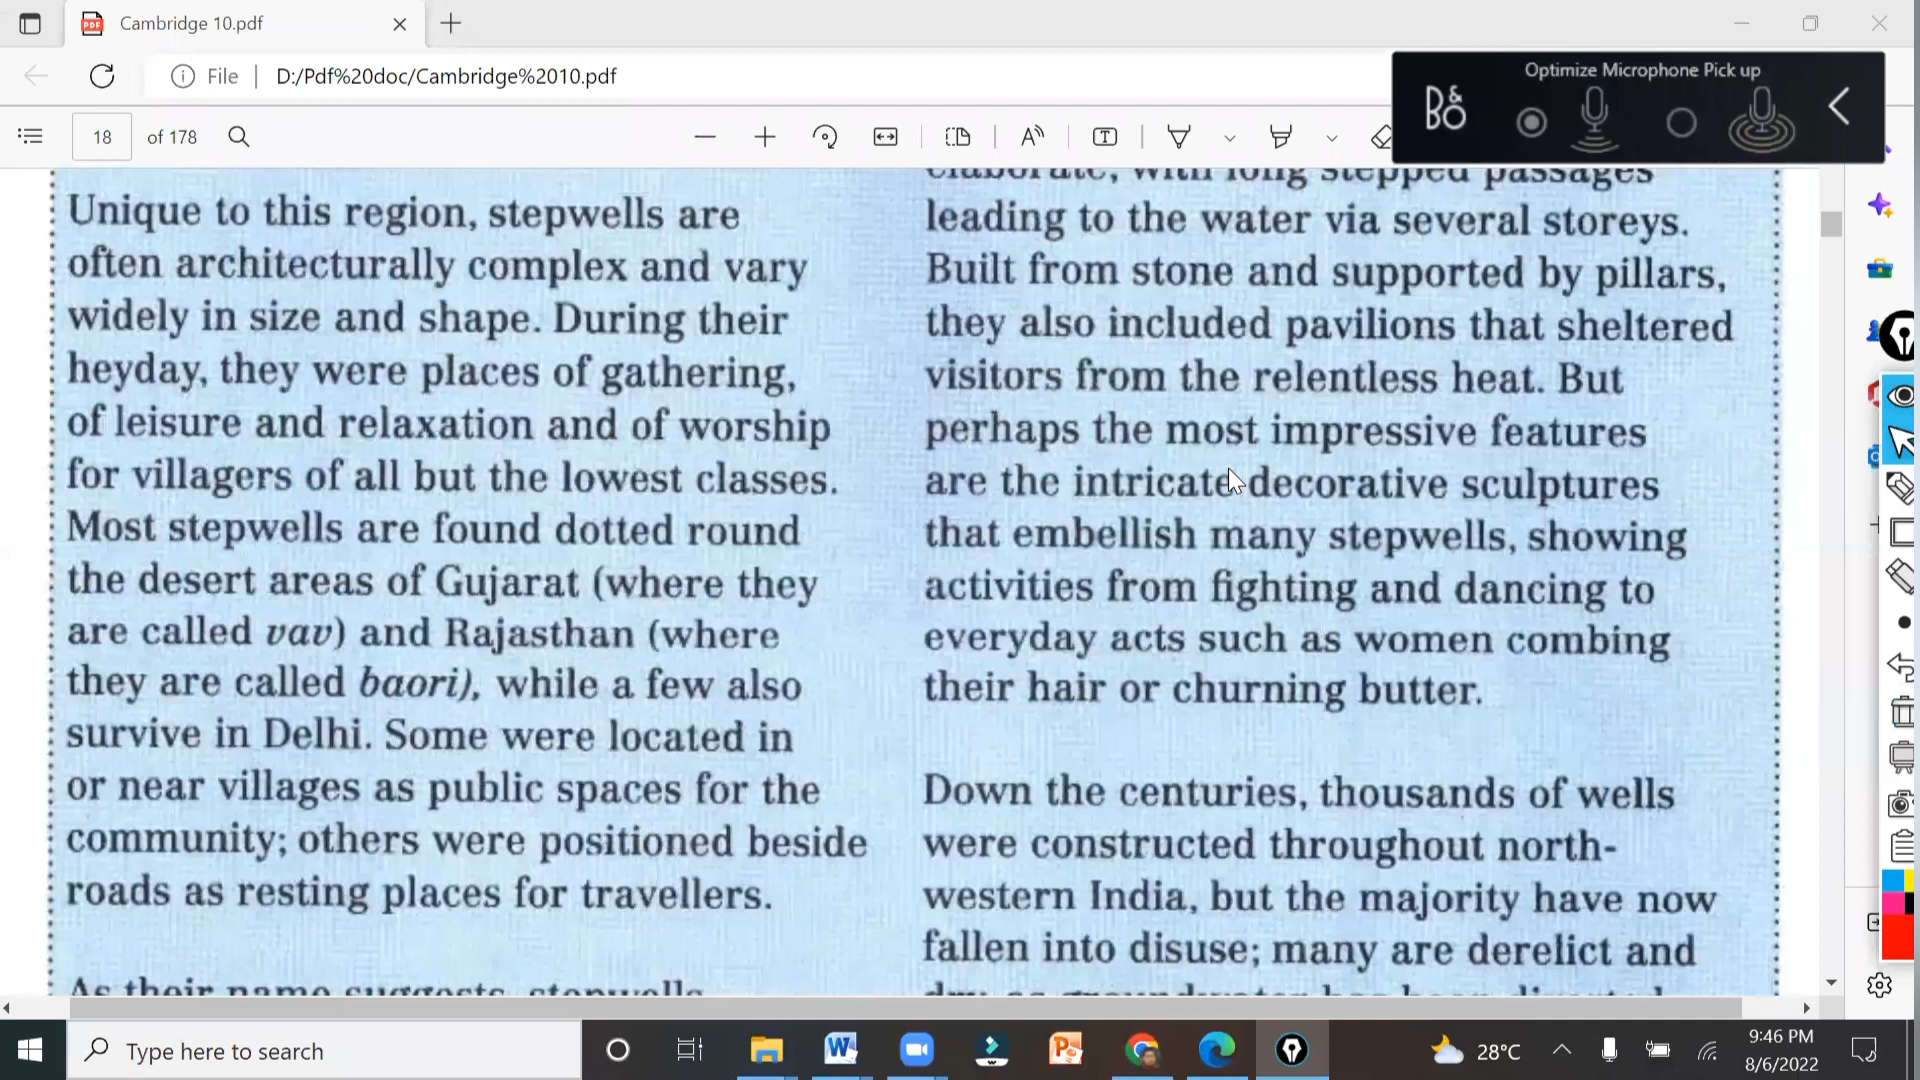 Cambridge 10.pdf
File
D:/Pdf%20doc/Cambridge%2010.pdf
Optimize Microphone Pick up
B&O
18 of 178
Unique to this region, stepwells are
often architecturally complex and vary
widely in size and shape. During their
heyday, they were places of gathering,
of leisure and relaxation and of worship
for villagers of all but the lowest classes.
Most stepwells are found dotted round
the desert areas of Gujarat (where they
are called vav) and Rajasthan (where
they are called baori), while a few also
survive in Delhi. Some were located in
or near villages as public spaces for the
community; others were positioned beside
roads as resting places for travellers.
As their name suggests, stepwells
elaborate, with long stepped passages
leading to the water via several storeys.
Built from stone and supported by pillars,
they also included pavilions that sheltered
visitors from the relentless heat. But
perhaps the most impressive features
are the intricate decorative sculptures
that embellish many stepwells, showing
activities from fighting and dancing to
everyday acts such as women combing
their hair or churning butter.
Down the centuries, thousands of wells
were constructed throughout north-
western India, but the majority have now
fallen into disuse; many are derelict and
Type here to search
28°C
9:46 PM
8/6/2022